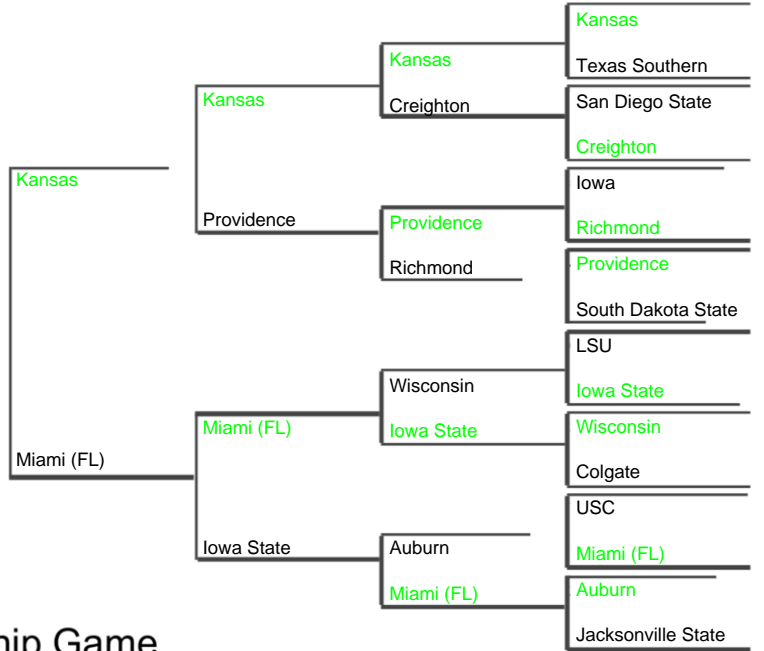 Kansas
Miami (FL)
Kansas
Providence
Miami (FL)
Iowa State
Kansas
Creighton
Providence
Richmond
Wisconsin
Iowa State
Auburn
Miami (FL)
Kansas
Texas Southern
San Diego State
Creighton
Iowa
Richmond
Providence
South Dakota State
LSU
Iowa State
Wisconsin
Colgate
USC
Miami (FL)
Auburn
Jacksonville State
Game